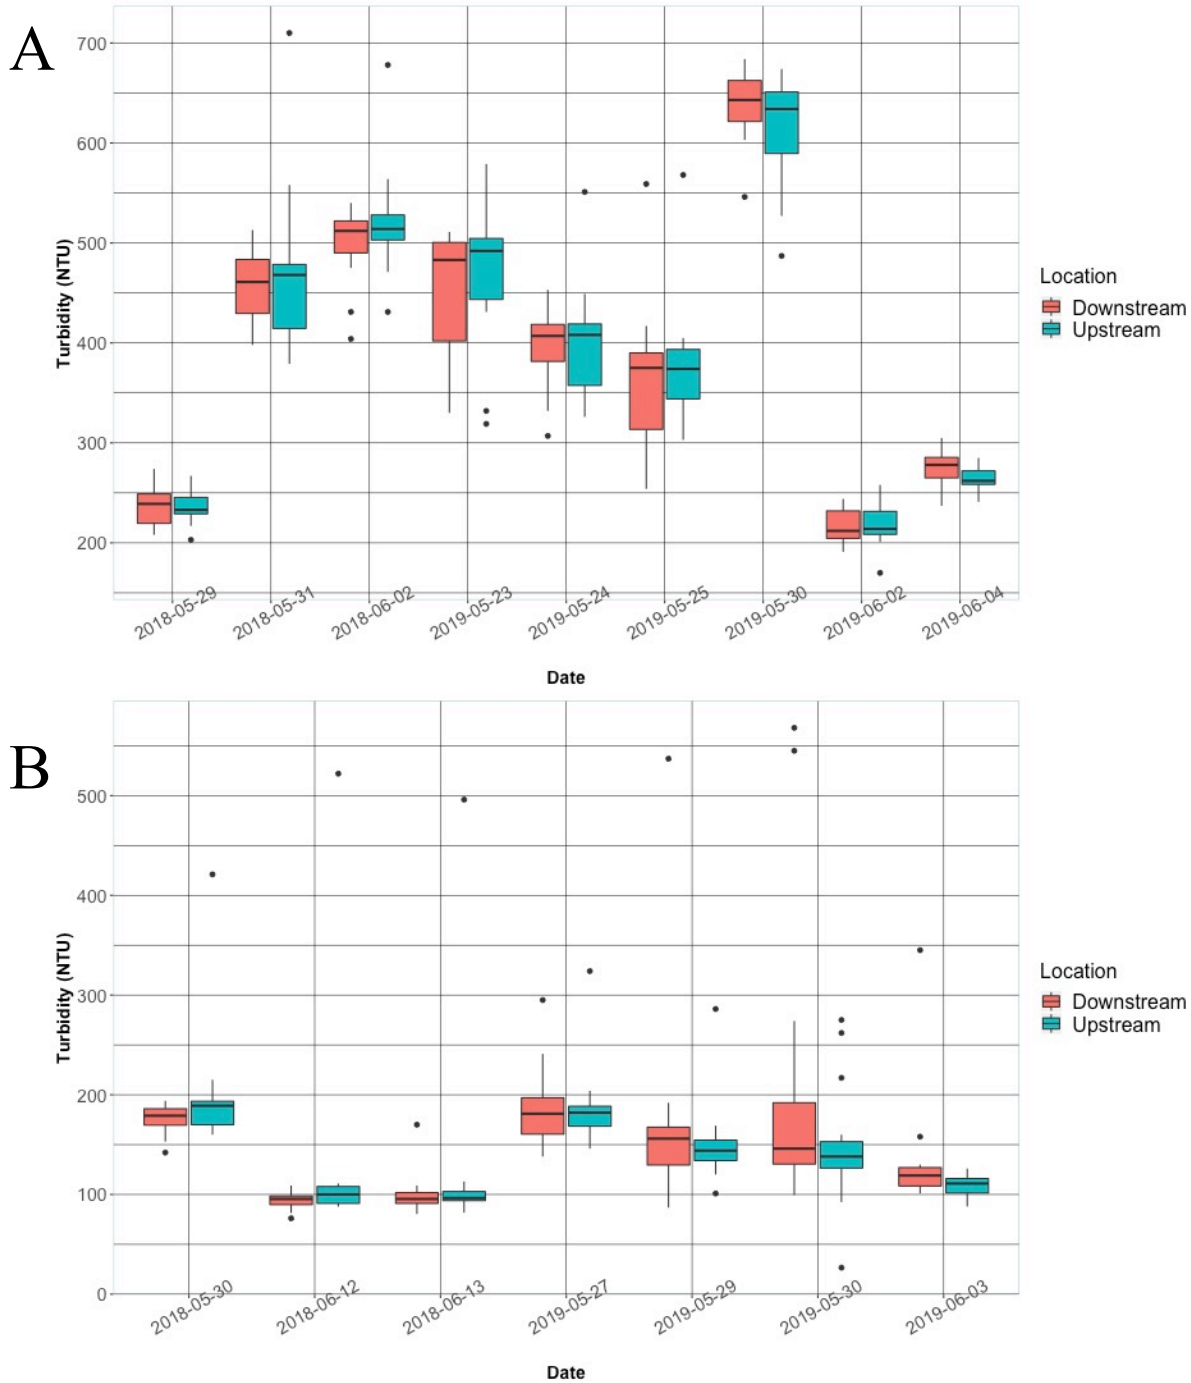 A
Turbidity (NTU)
700
600
500
400
300
200
2018-05-29
2018-05-31
2018-06-02
2019-05-23
2019-05-24
2019-05-25
2019-05-30
2019-06-02
2019-06-04
Date
Location
Downstream
Upstream
B
Turbidity (NTU)
500
400
300
200
100
0
2018-05-30
2018-06-12
2018-06-13
2019-05-27
2019-05-29
2019-05-30
2019-06-03
Date
Location
Downstream
Upstream